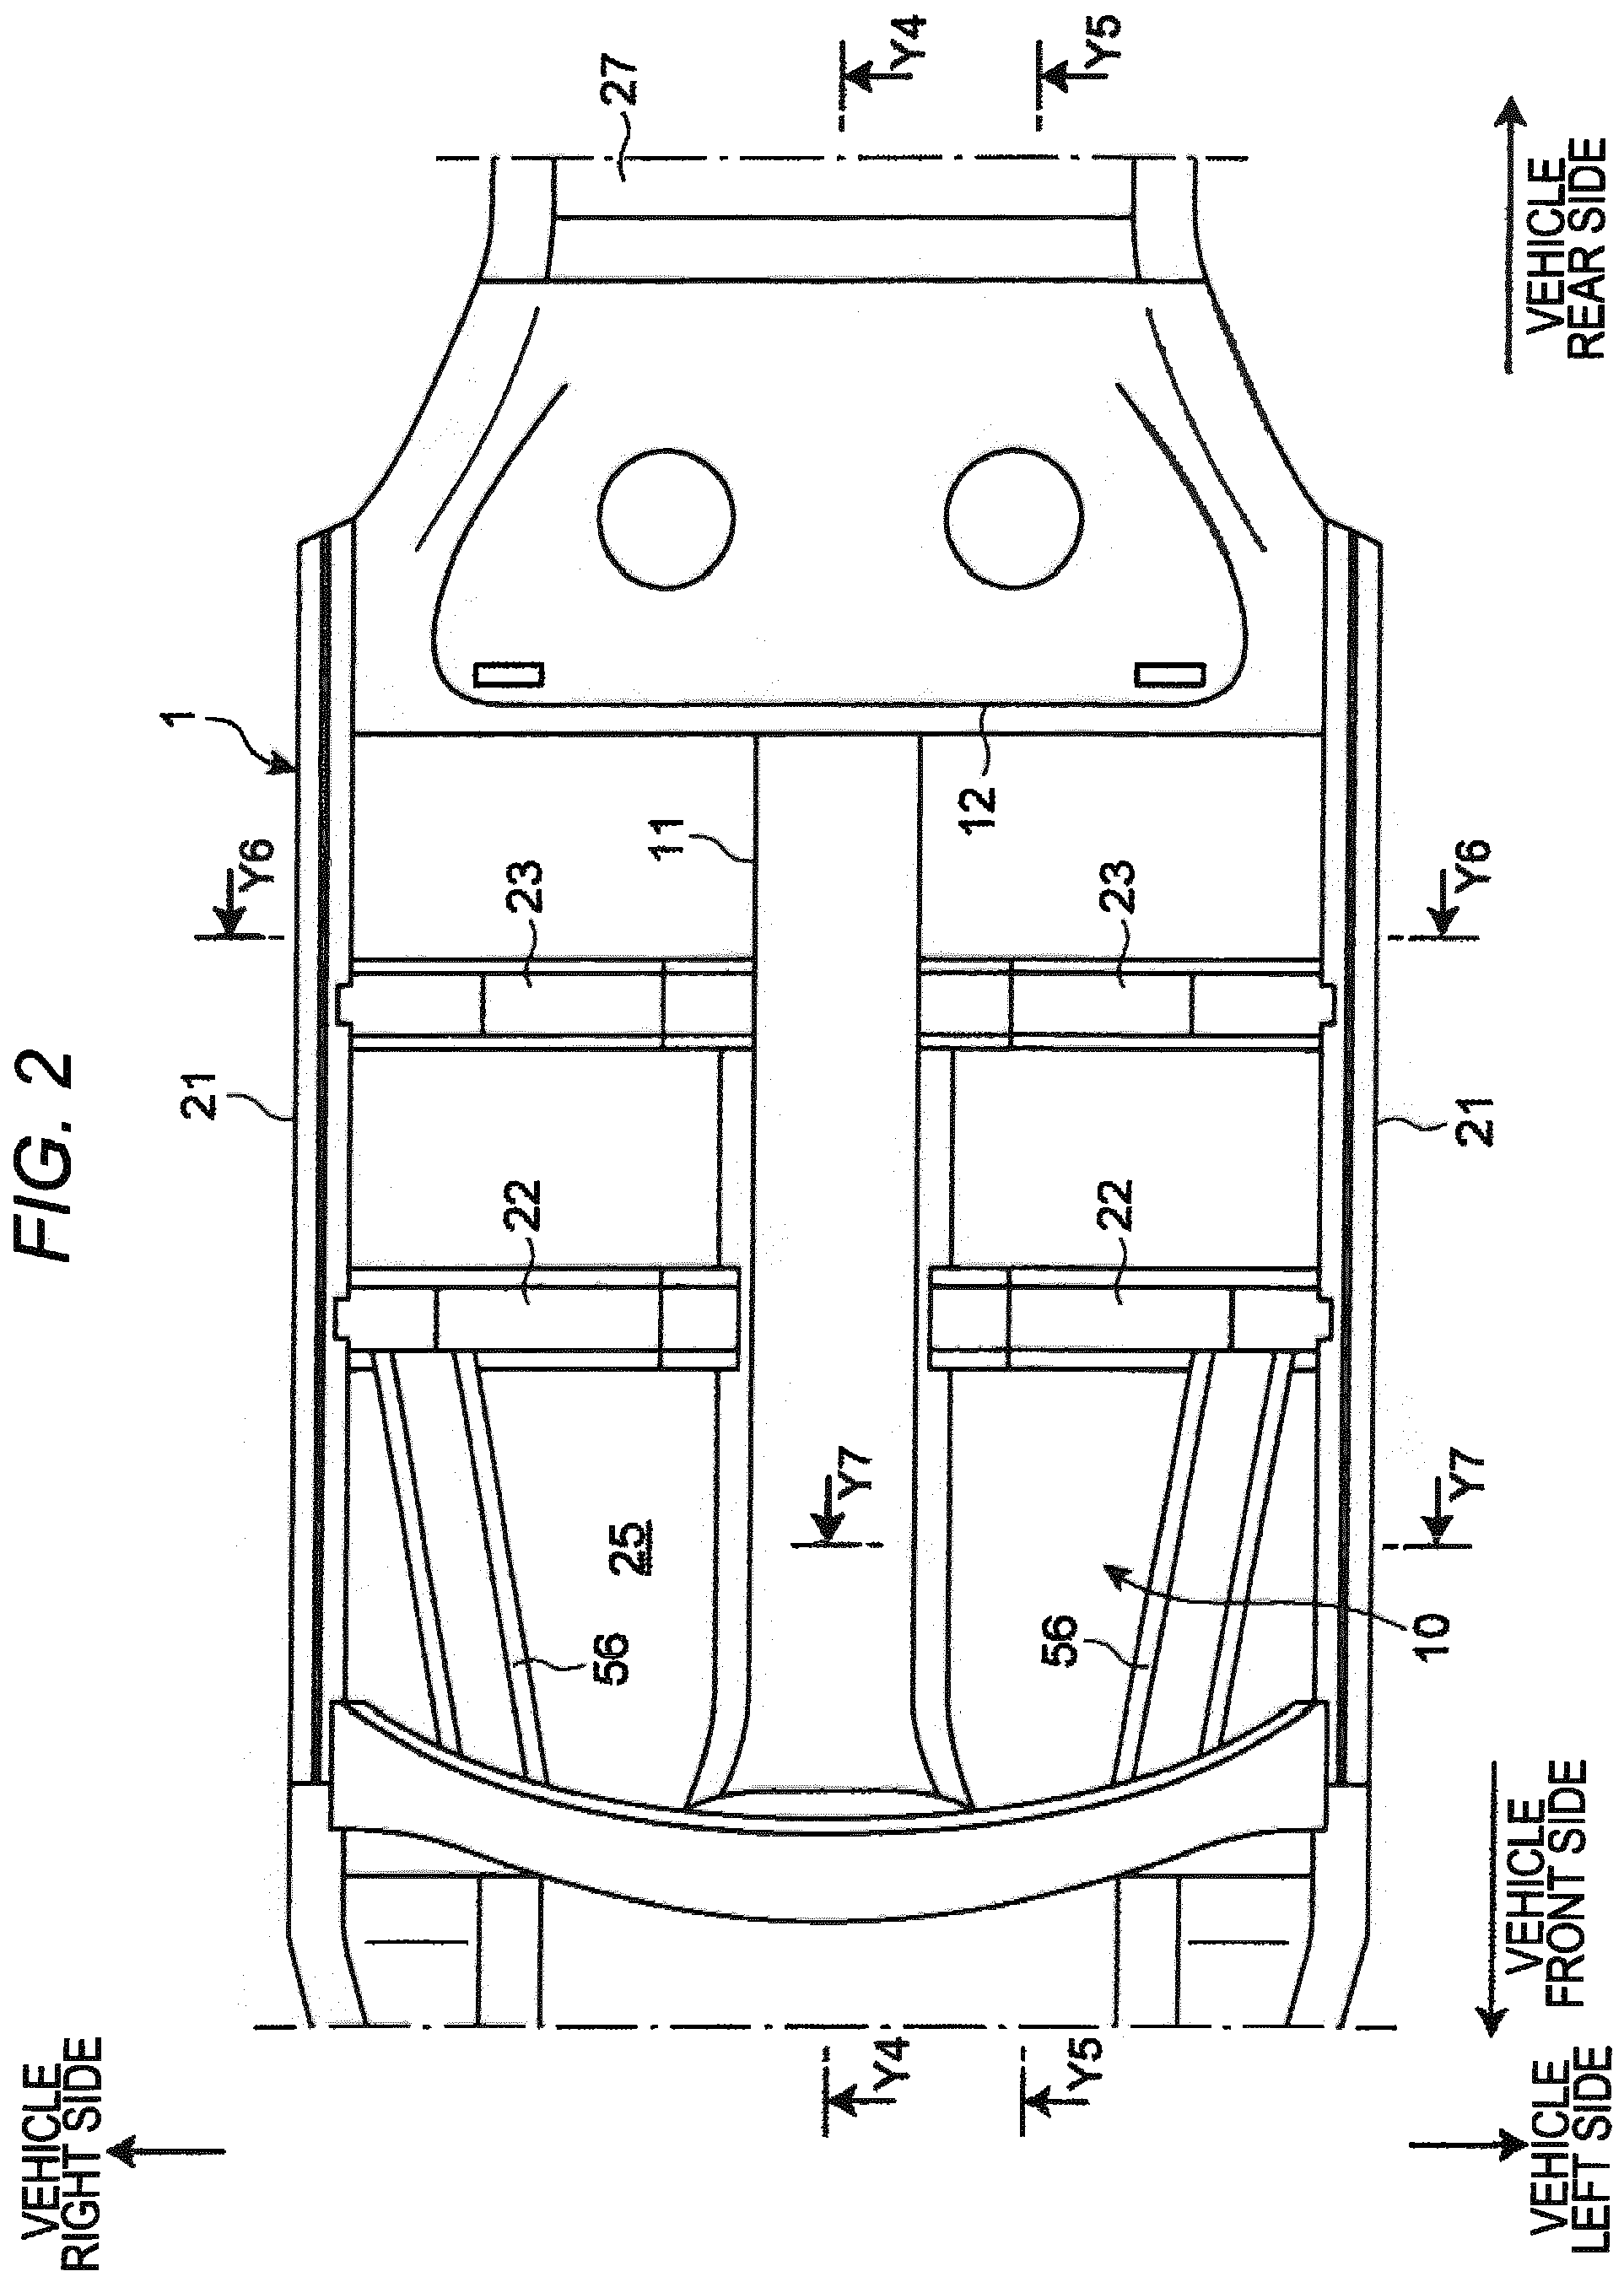 FIG. 2
VEHICLE
RIGHT SIDE
21
Y6
1
22
23
27
56
25
11
Y4
Y7
Y4
12
Y5
Y5
56
22
23
10
Y7
21
Y6
VEHICLE
LEFT SIDE
VEHICLE
FRONT SIDE
VEHICLE
REAR SIDE